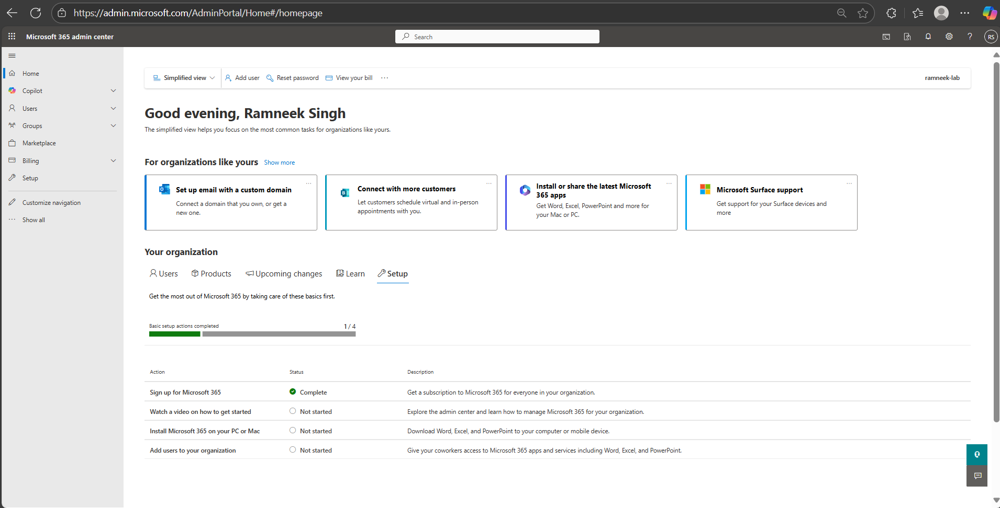 https://admin.microsoft.com/AdminPortal/Home#/homepage
Microsoft 365 admin center
Search
RS
Home
Copilot
Users
Groups
Marketplace
Billing
Setup
Customize navigation
Show all
Simplified view
Add user
Reset password
View your bill
ramneek-lab
Good evening, Ramneek Singh
The simplified view helps you focus on the most common tasks for organizations like yours.
For organizations like yours Show more
Set up email with a custom domain
Connect a domain that you own, or get a
new one.
Connect with more customers
Let customers schedule virtual and in-person
appointments with you.
Install or share the latest Microsoft
365 apps
Get Word, Excel, PowerPoint and more for
your Mac or PC.
Microsoft Surface support
Get support for your Surface devices and
more
Your organization
Users Products Upcoming changes Learn Setup
Get the most out of Microsoft 365 by taking care of these basics first.
Basic setup actions completed 1 / 4
Action Status Description
Sign up for Microsoft 365 Complete Get a subscription to Microsoft 365 for everyone in your organization.
Watch a video on how to get started Not started Explore the admin center and learn how to manage Microsoft 365 for your organization.
Install Microsoft 365 on your PC or Mac Not started Download Word, Excel, and PowerPoint to your computer or mobile device.
Add users to your organization Not started Give your coworkers access to Microsoft 365 apps and services including Word, Excel, and PowerPoint.